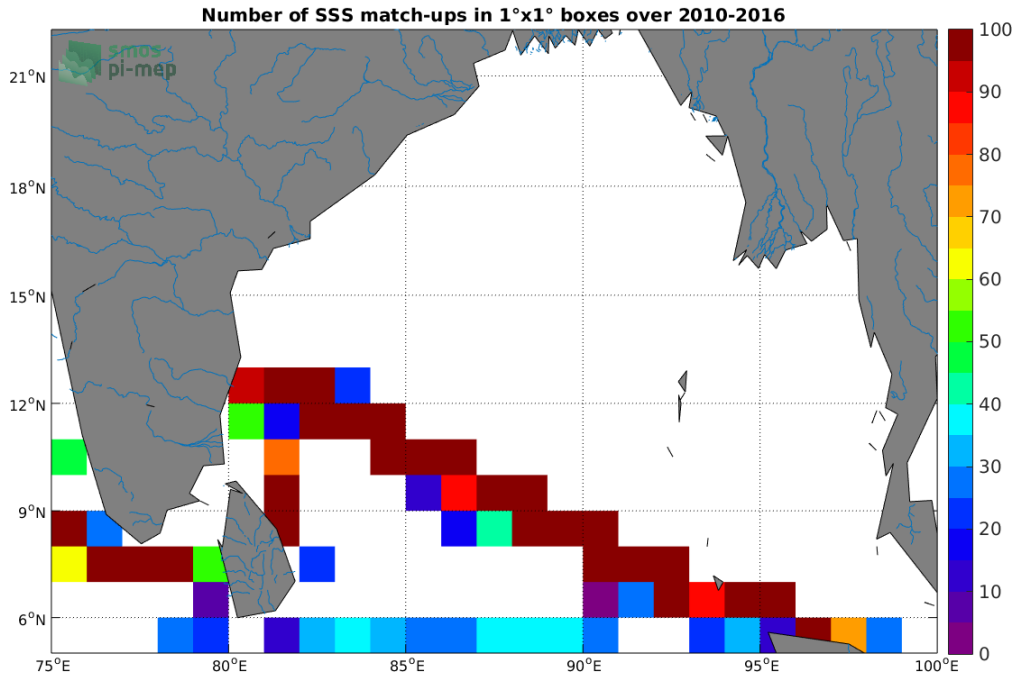 Number of SSS match-ups in 1°x1° boxes over 2010-2016
smos
pi-mep
21°N
18°N
15°N
12°N
9°N
6°N
75°E
80°E
85°E
90°E
95°E
100°E
100
90
80
70
60
50
40
30
20
10
0